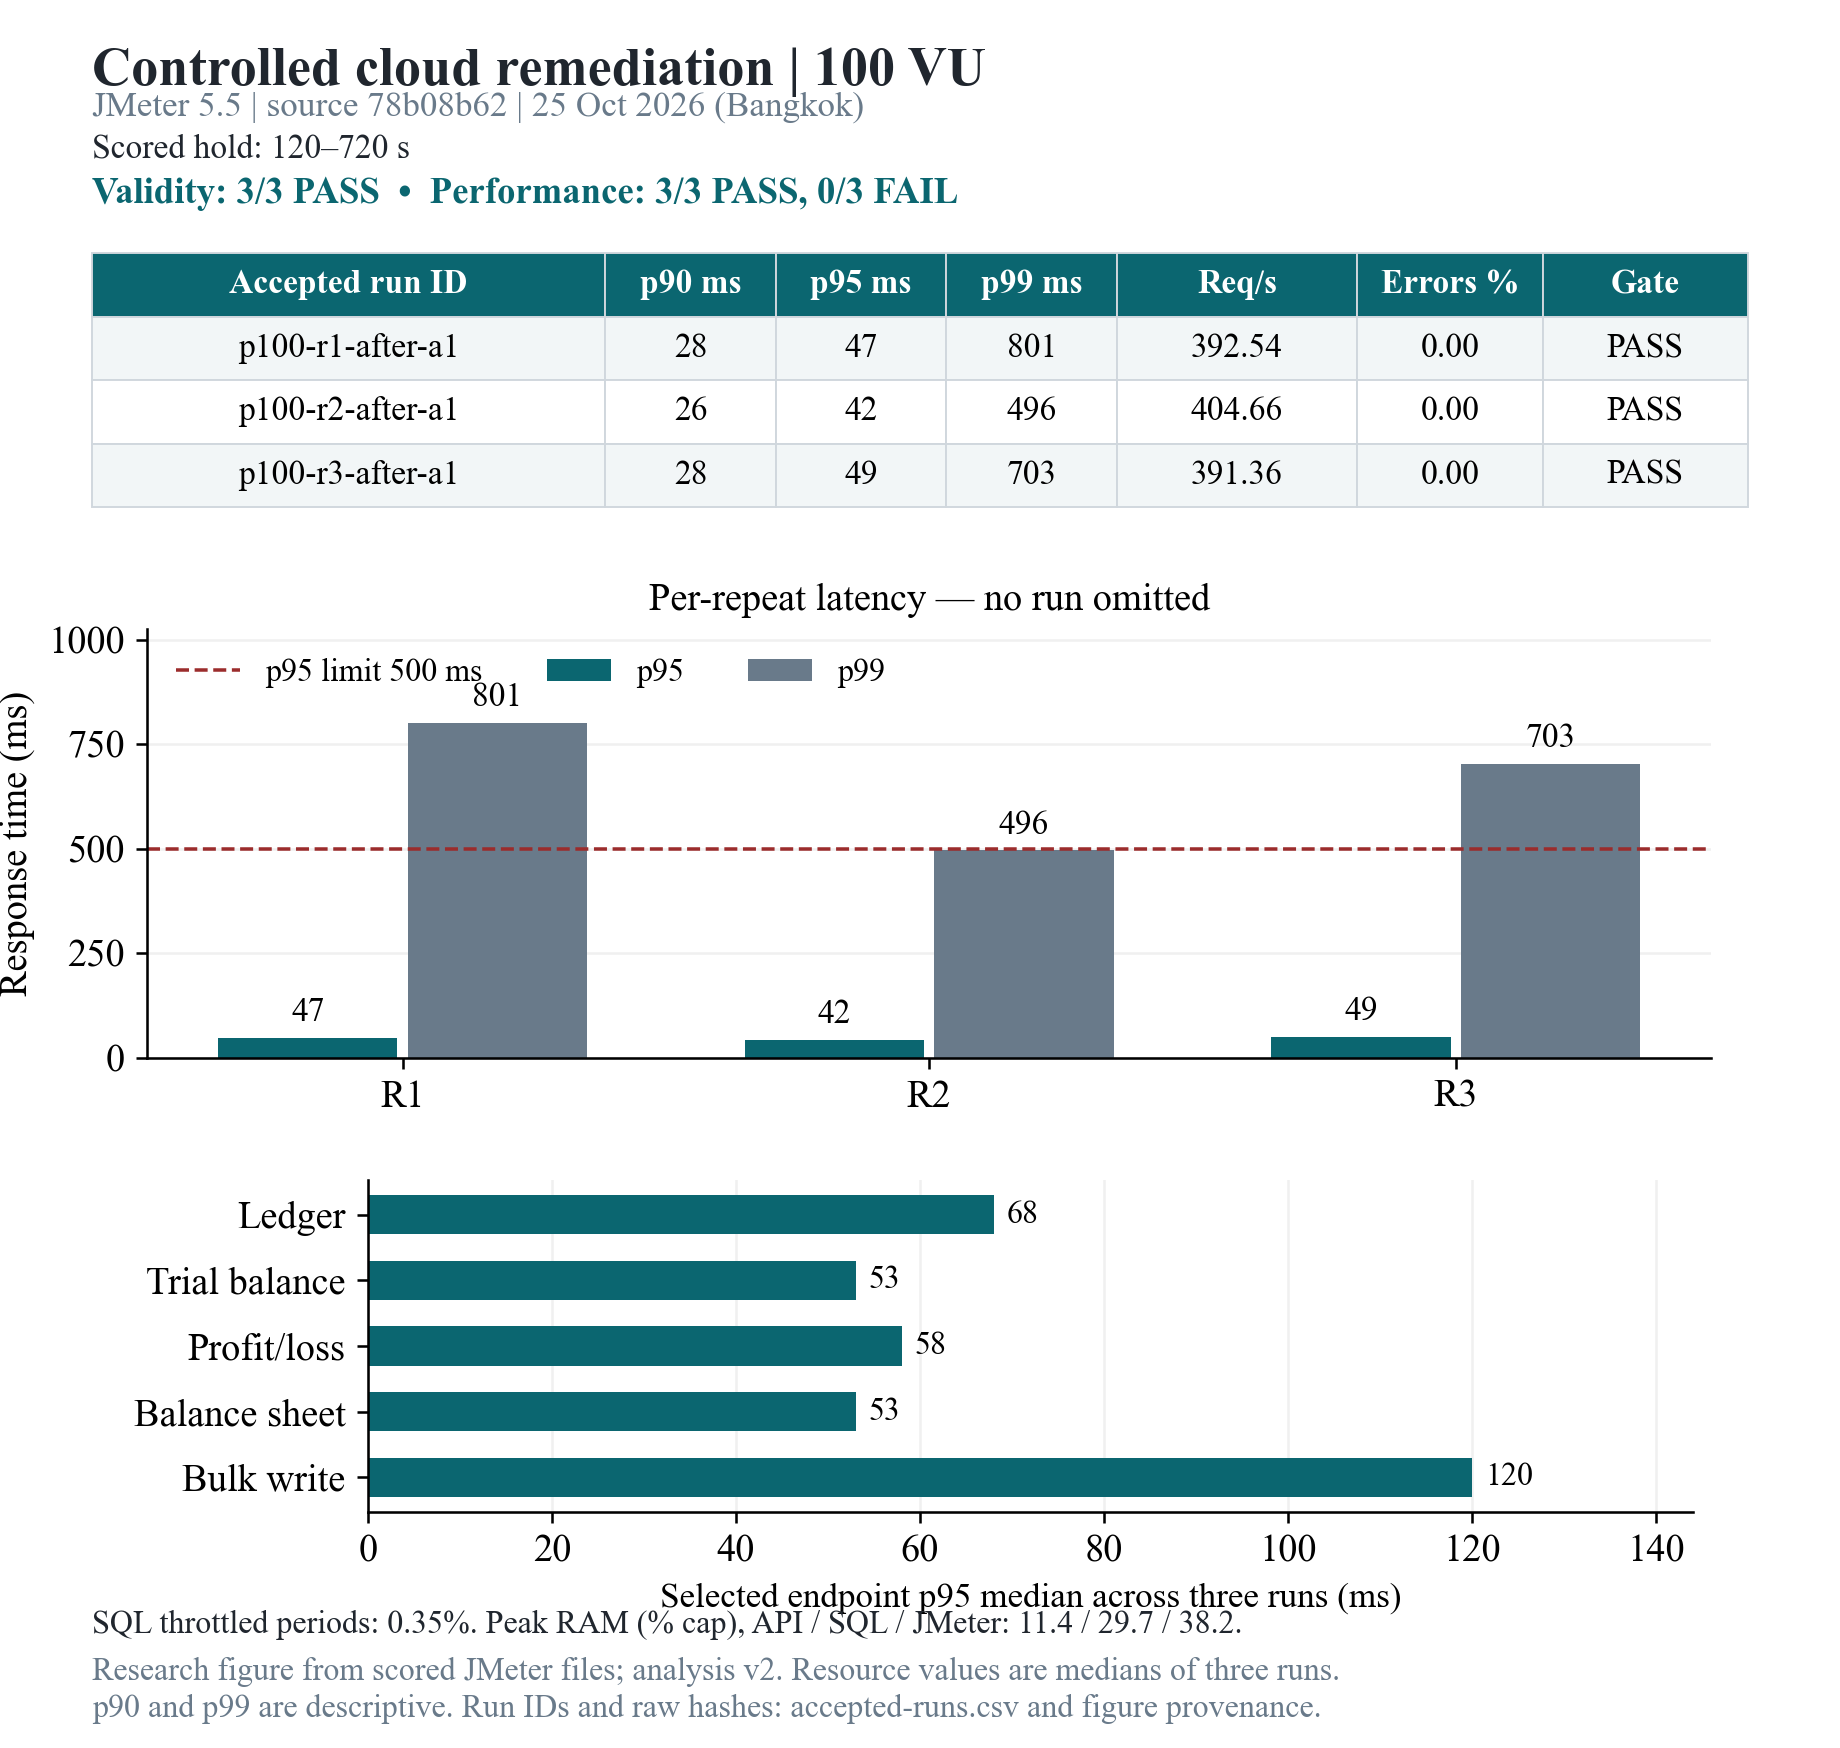 Controlled cloud remediation | 100 VU
JMeter 5.5 | source 78b08b62 | 25 Oct 2026 (Bangkok)
Scored hold: 120–720 s
Validity: 3/3 PASS • Performance: 3/3 PASS, 0/3 FAIL
Accepted run ID p90 ms p95 ms p99 ms Req/s Errors % Gate
p100-r1-after-a1 28 47 801 392.54 0.00 PASS
p100-r2-after-a1 26 42 496 404.66 0.00 PASS
p100-r3-after-a1 28 49 703 391.36 0.00 PASS
Per-repeat latency — no run omitted
Response time (ms)
1000
750
500
250
0
p95 limit 500 ms p95 p99
801
703
496
47
42
49
R1 R2 R3
Ledger 68
Trial balance 53
Profit/loss 58
Balance sheet 53
Bulk write 120
0 20 40 60 80 100 120 140
Selected endpoint p95 median across three runs (ms)
SQL throttled periods: 0.35%. Peak RAM (% cap), API / SQL / JMeter: 11.4 / 29.7 / 38.2.
Research figure from scored JMeter files; analysis v2. Resource values are medians of three runs.
p90 and p99 are descriptive. Run IDs and raw hashes: accepted-runs.csv and figure provenance.